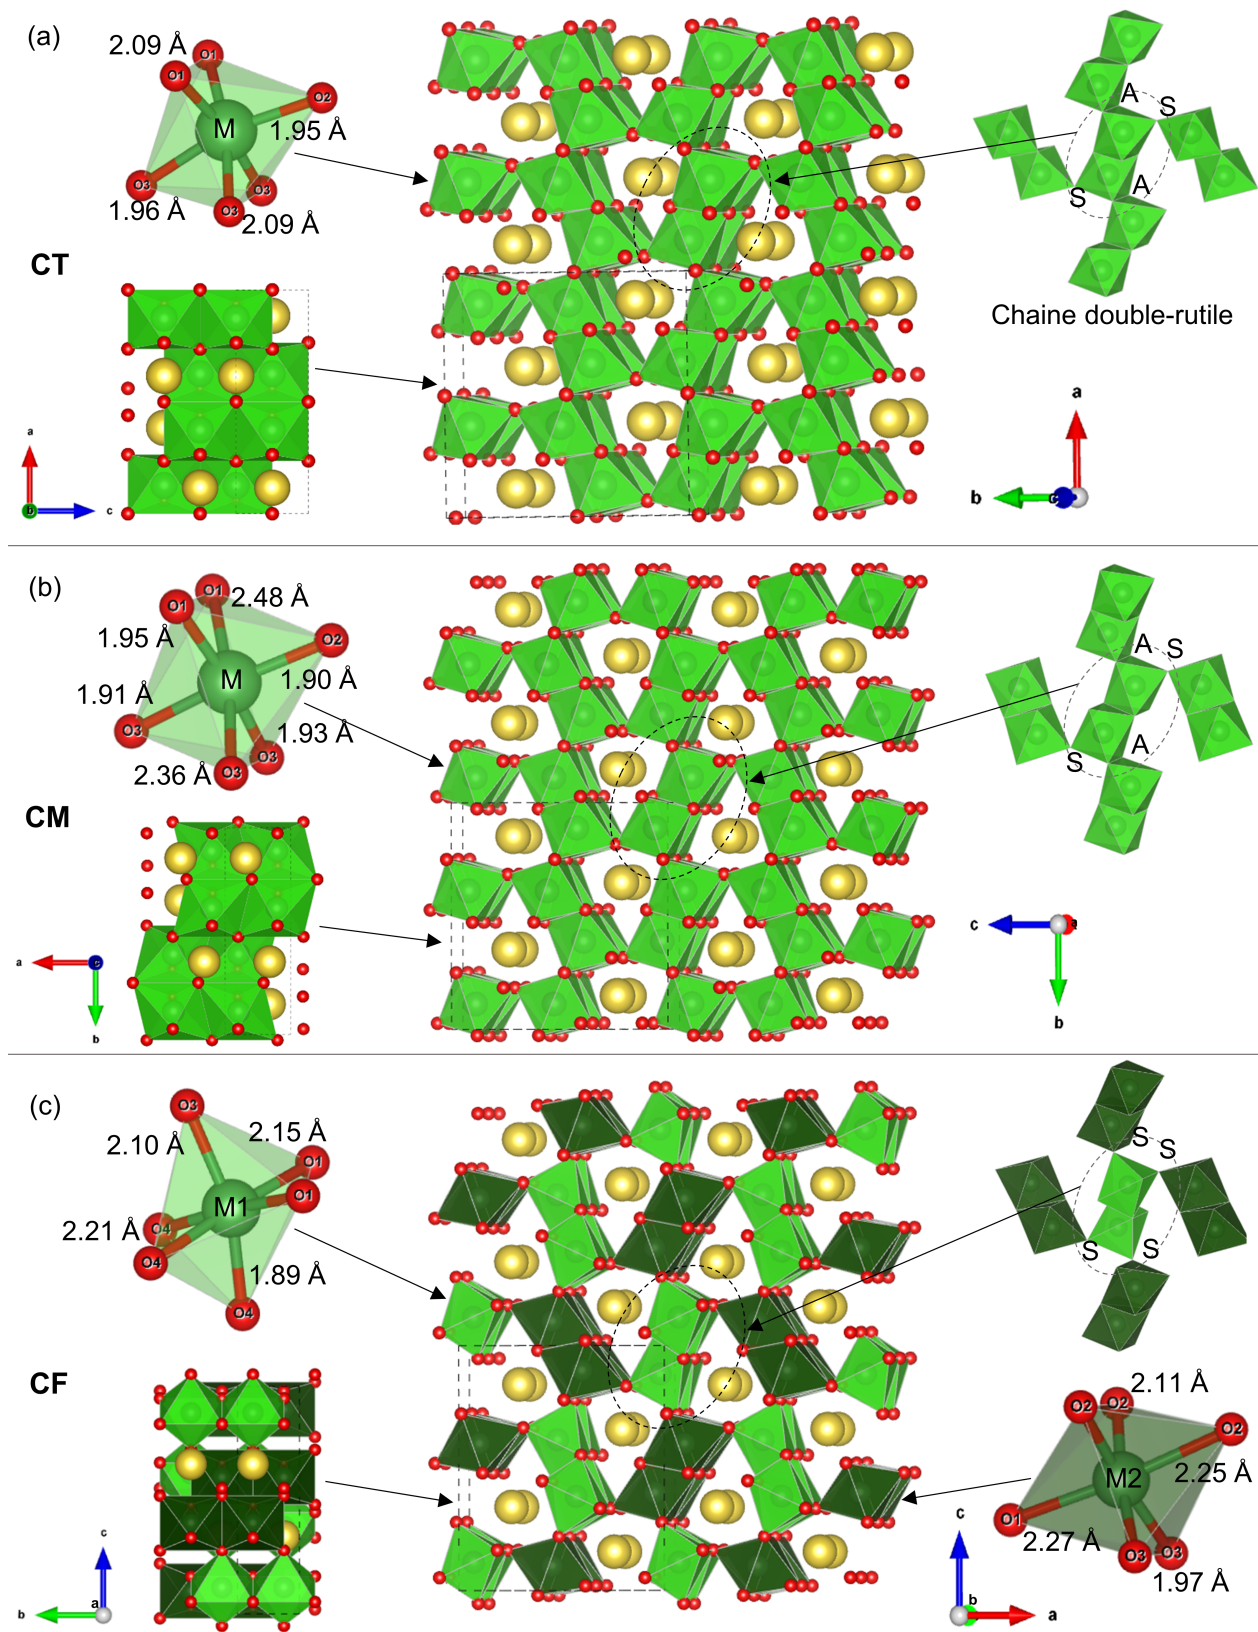 (a)
2.09 Å
O1
O1
O2
M
1.95 Å
O3
O3
O3
1.96 Å
2.09 Å
CT
a
b
c
A
S
A
S
Chaine double-rutile
a
b
c
(b)
O1
O1
2.48 Å
1.95 Å
O2
M
1.90 Å
1.91 Å
O3
1.93 Å
O3
O3
2.36 Å
CM
a
c
b
A
S
A
S
c
a
b
(c)
O3
2.10 Å
2.15 Å
O1
O1
M1
2.21 Å
O4
O4
1.89 Å
O4
CF
c
a
b
S
S
S
S
2.11 Å
O2
O2
O2
M2
2.25 Å
O1
2.27 Å
O3
O3
1.97 Å
c
b
a